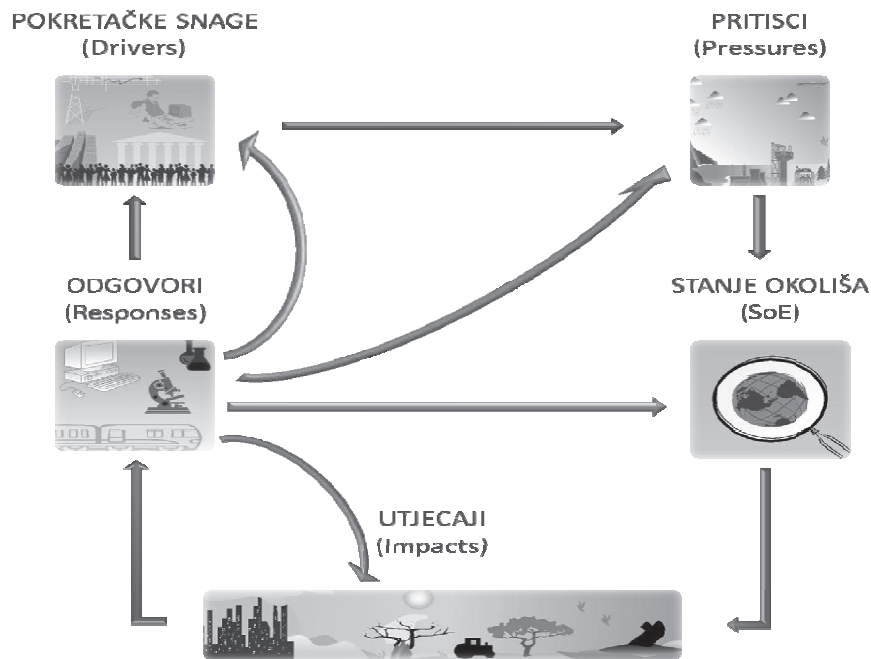 POKRETAČKE SNAGE
(Drivers)
PRITISCI
(Pressures)
ODGOVORI
(Responses)
STANJE OKOLIŠA
(SoE)
UTJECAJI
(Impacts)